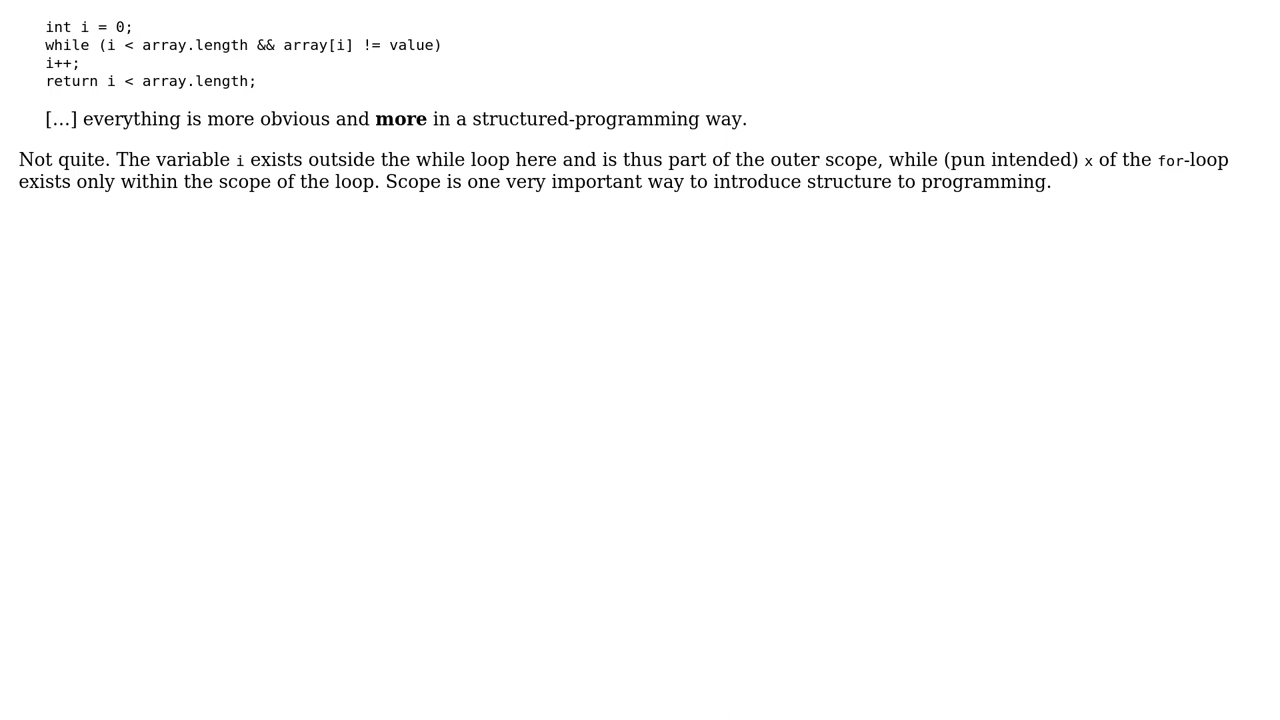 int i = 0;
while (i < array.length && array[i] != value)
i++;
return i < array.length;
[…] everything is more obvious and more in a structured-programming way.
Not quite. The variable i exists outside the while loop here and is thus part of the outer scope, while (pun intended) x of the for-loop
exists only within the scope of the loop. Scope is one very important way to introduce structure to programming.